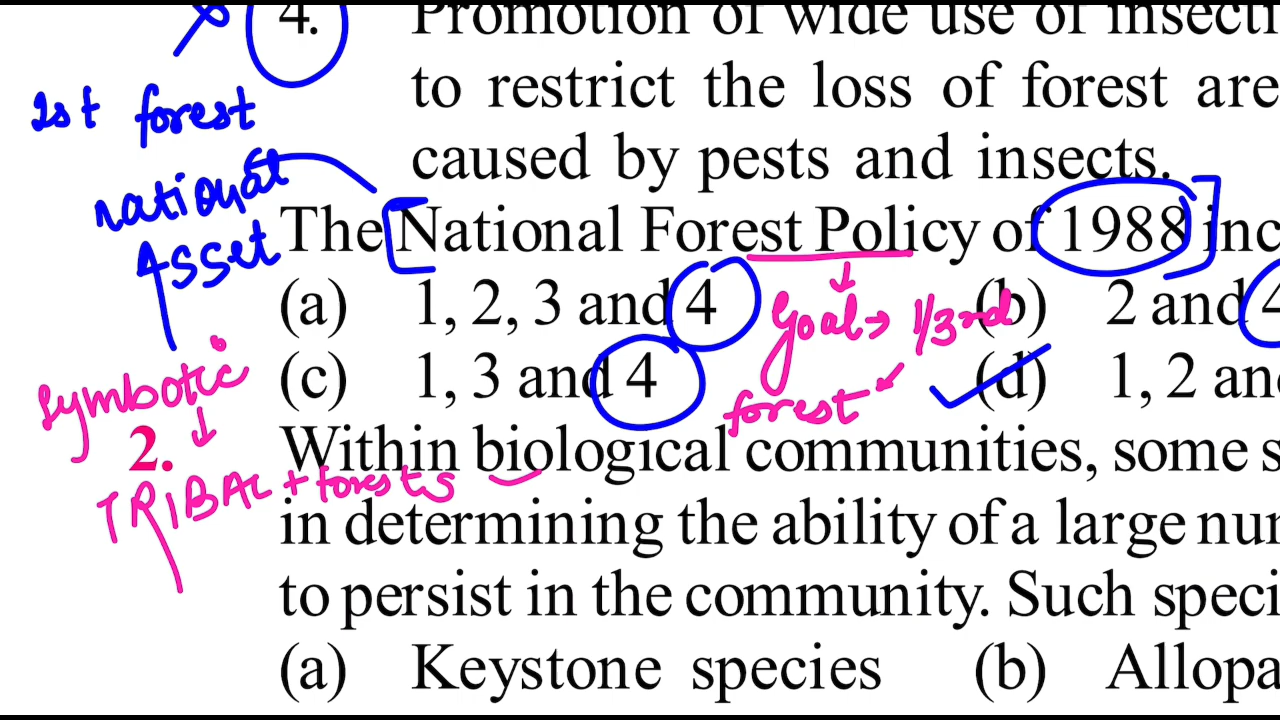 4. Promotion of wide use of insecti
to restrict the loss of forest are
caused by pests and insects.
1st forest
national
Asset
The [National Forest Policy of 1988] inc
(a) 1, 2, 3 and 4 (b) 2 and 4
Goal → 1/3rd
forest
(c) 1, 3 and 4 (d) 1, 2 an
Symbotic
TRIBAL + forests
2. Within biological communities, some s
in determining the ability of a large nu
to persist in the community. Such speci
(a) Keystone species (b) Allopa